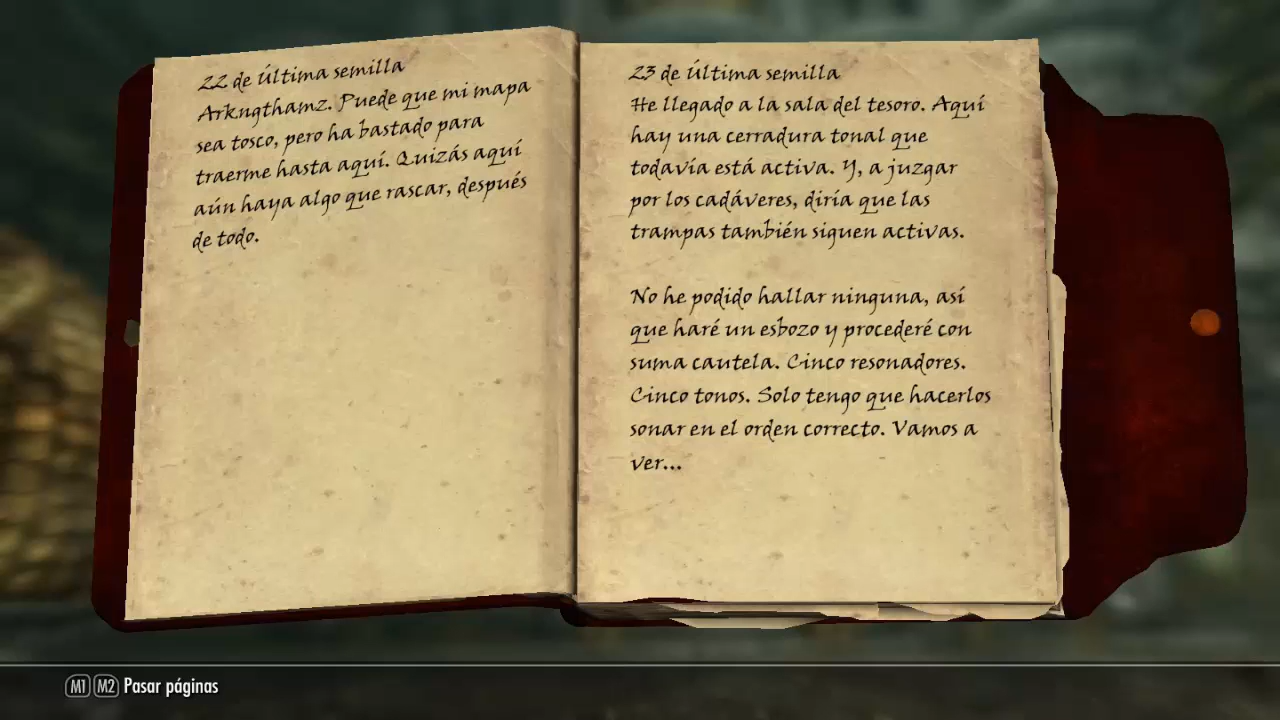 22 de Última semilla
Arkngthamz. Puede que mi mapa
sea tosco, pero ha bastado para
traerme hasta aquí. Quizás aquí
aún haya algo que rascar, después
de todo.
23 de Última semilla
He llegado a la sala del tesoro. Aquí
hay una cerradura tonal que
todavía está activa. Y, a juzgar
por los cadáveres, diría que las
trampas también siguen activas.
No he podido hallar ninguna, así
que haré un esbozo y procederé con
suma cautela. Cinco resonadores.
Cinco tonos. Solo tengo que hacerlos
sonar en el orden correcto. Vamos a
ver...
M1 M2 Pasar páginas